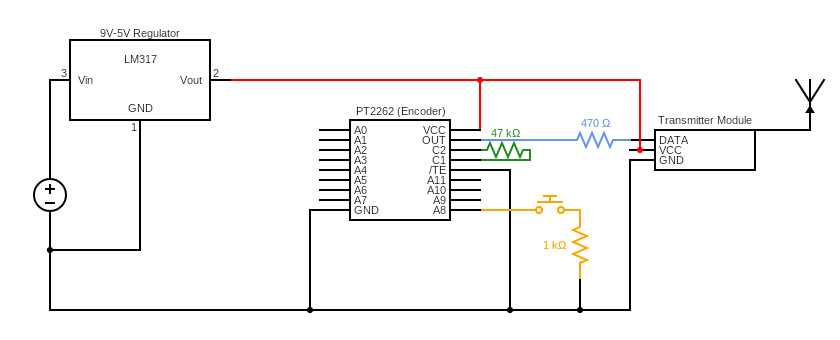 9V-5V Regulator
LM317
3
Vin
Vout
2
GND
1
PT2262 (Encoder)
A0
A1
A2
A3
A4
A5
A6
A7
GND
VCC
OUT
C2
C1
/TE
A11
A10
A9
A8
47 kΩ
470 Ω
1 kΩ
Transmitter Module
DATA
VCC
GND